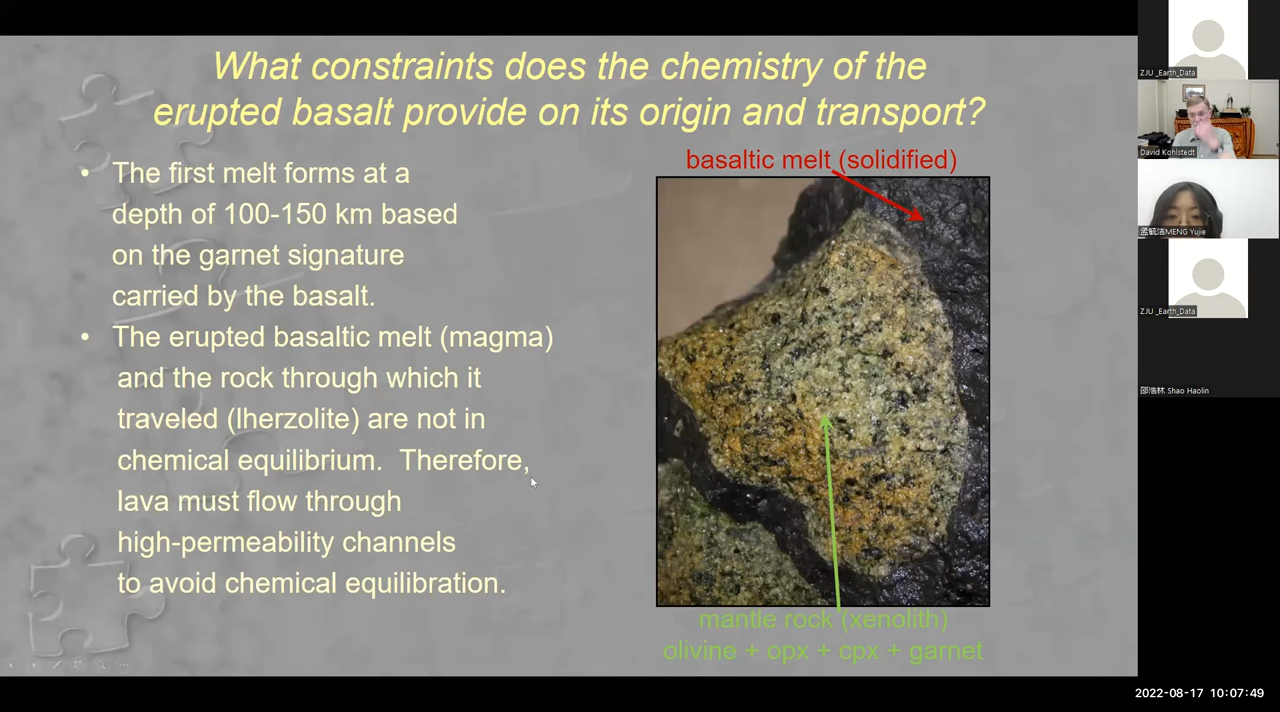 What constraints does the chemistry of the
erupted basalt provide on its origin and transport?
• The first melt forms at a
depth of 100-150 km based
on the garnet signature
carried by the basalt.
• The erupted basaltic melt (magma)
and the rock through which it
traveled (lherzolite) are not in
chemical equilibrium. Therefore,
lava must flow through
high-permeability channels
to avoid chemical equilibration.
basaltic melt (solidified)
mantle rock (xenolith)
olivine + opx + cpx + garnet
ZJU _Earth_Data
David Kohlstedt
孟毓洁MENG Yujie
ZJU _Earth_Data
邵浩林 Shao Haolin
2022-08-17 10:07:49